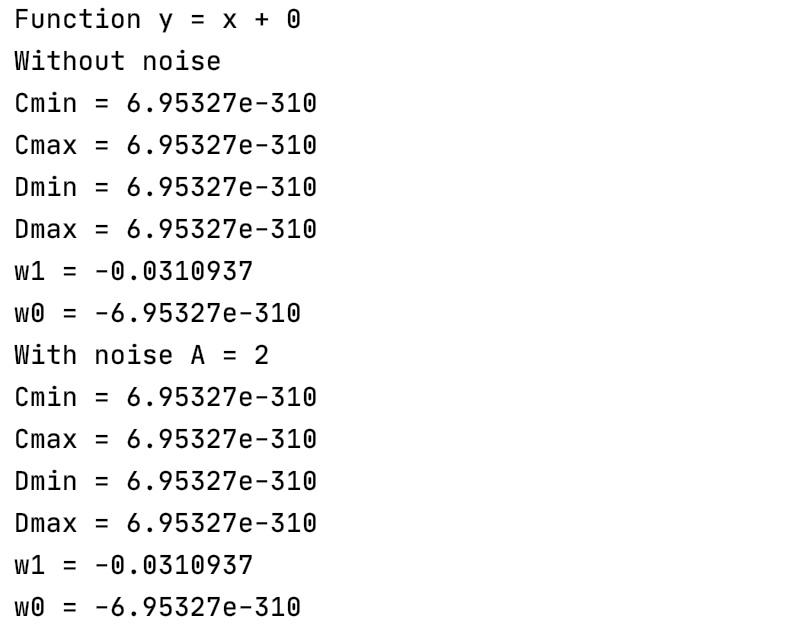 Function y = x + 0
Without noise
Cmin = 6.95327e-310
Cmax = 6.95327e-310
Dmin = 6.95327e-310
Dmax = 6.95327e-310
w1 = -0.0310937
w0 = -6.95327e-310
With noise A = 2
Cmin = 6.95327e-310
Cmax = 6.95327e-310
Dmin = 6.95327e-310
Dmax = 6.95327e-310
w1 = -0.0310937
w0 = -6.95327e-310